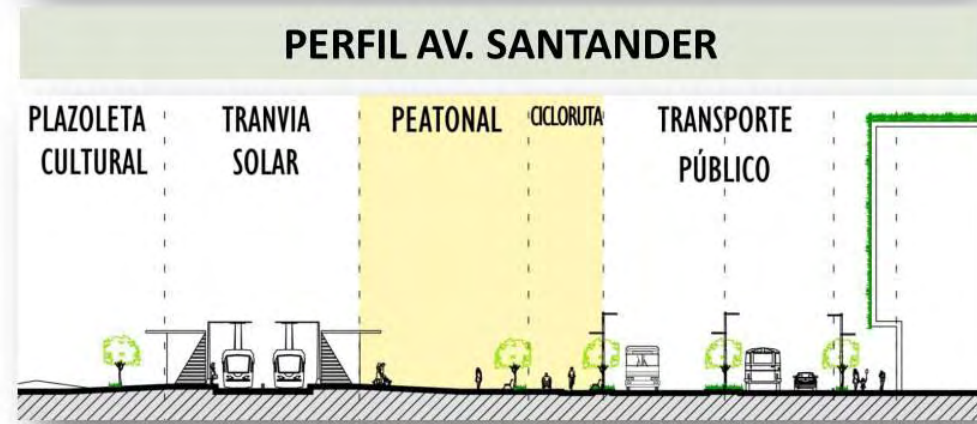 PERFIL AV. SANTANDER
PLAZOLETA
CULTURAL
TRANVIA
SOLAR
PEATONAL
CICLORUTA
TRANSPORTE
PÚBLICO